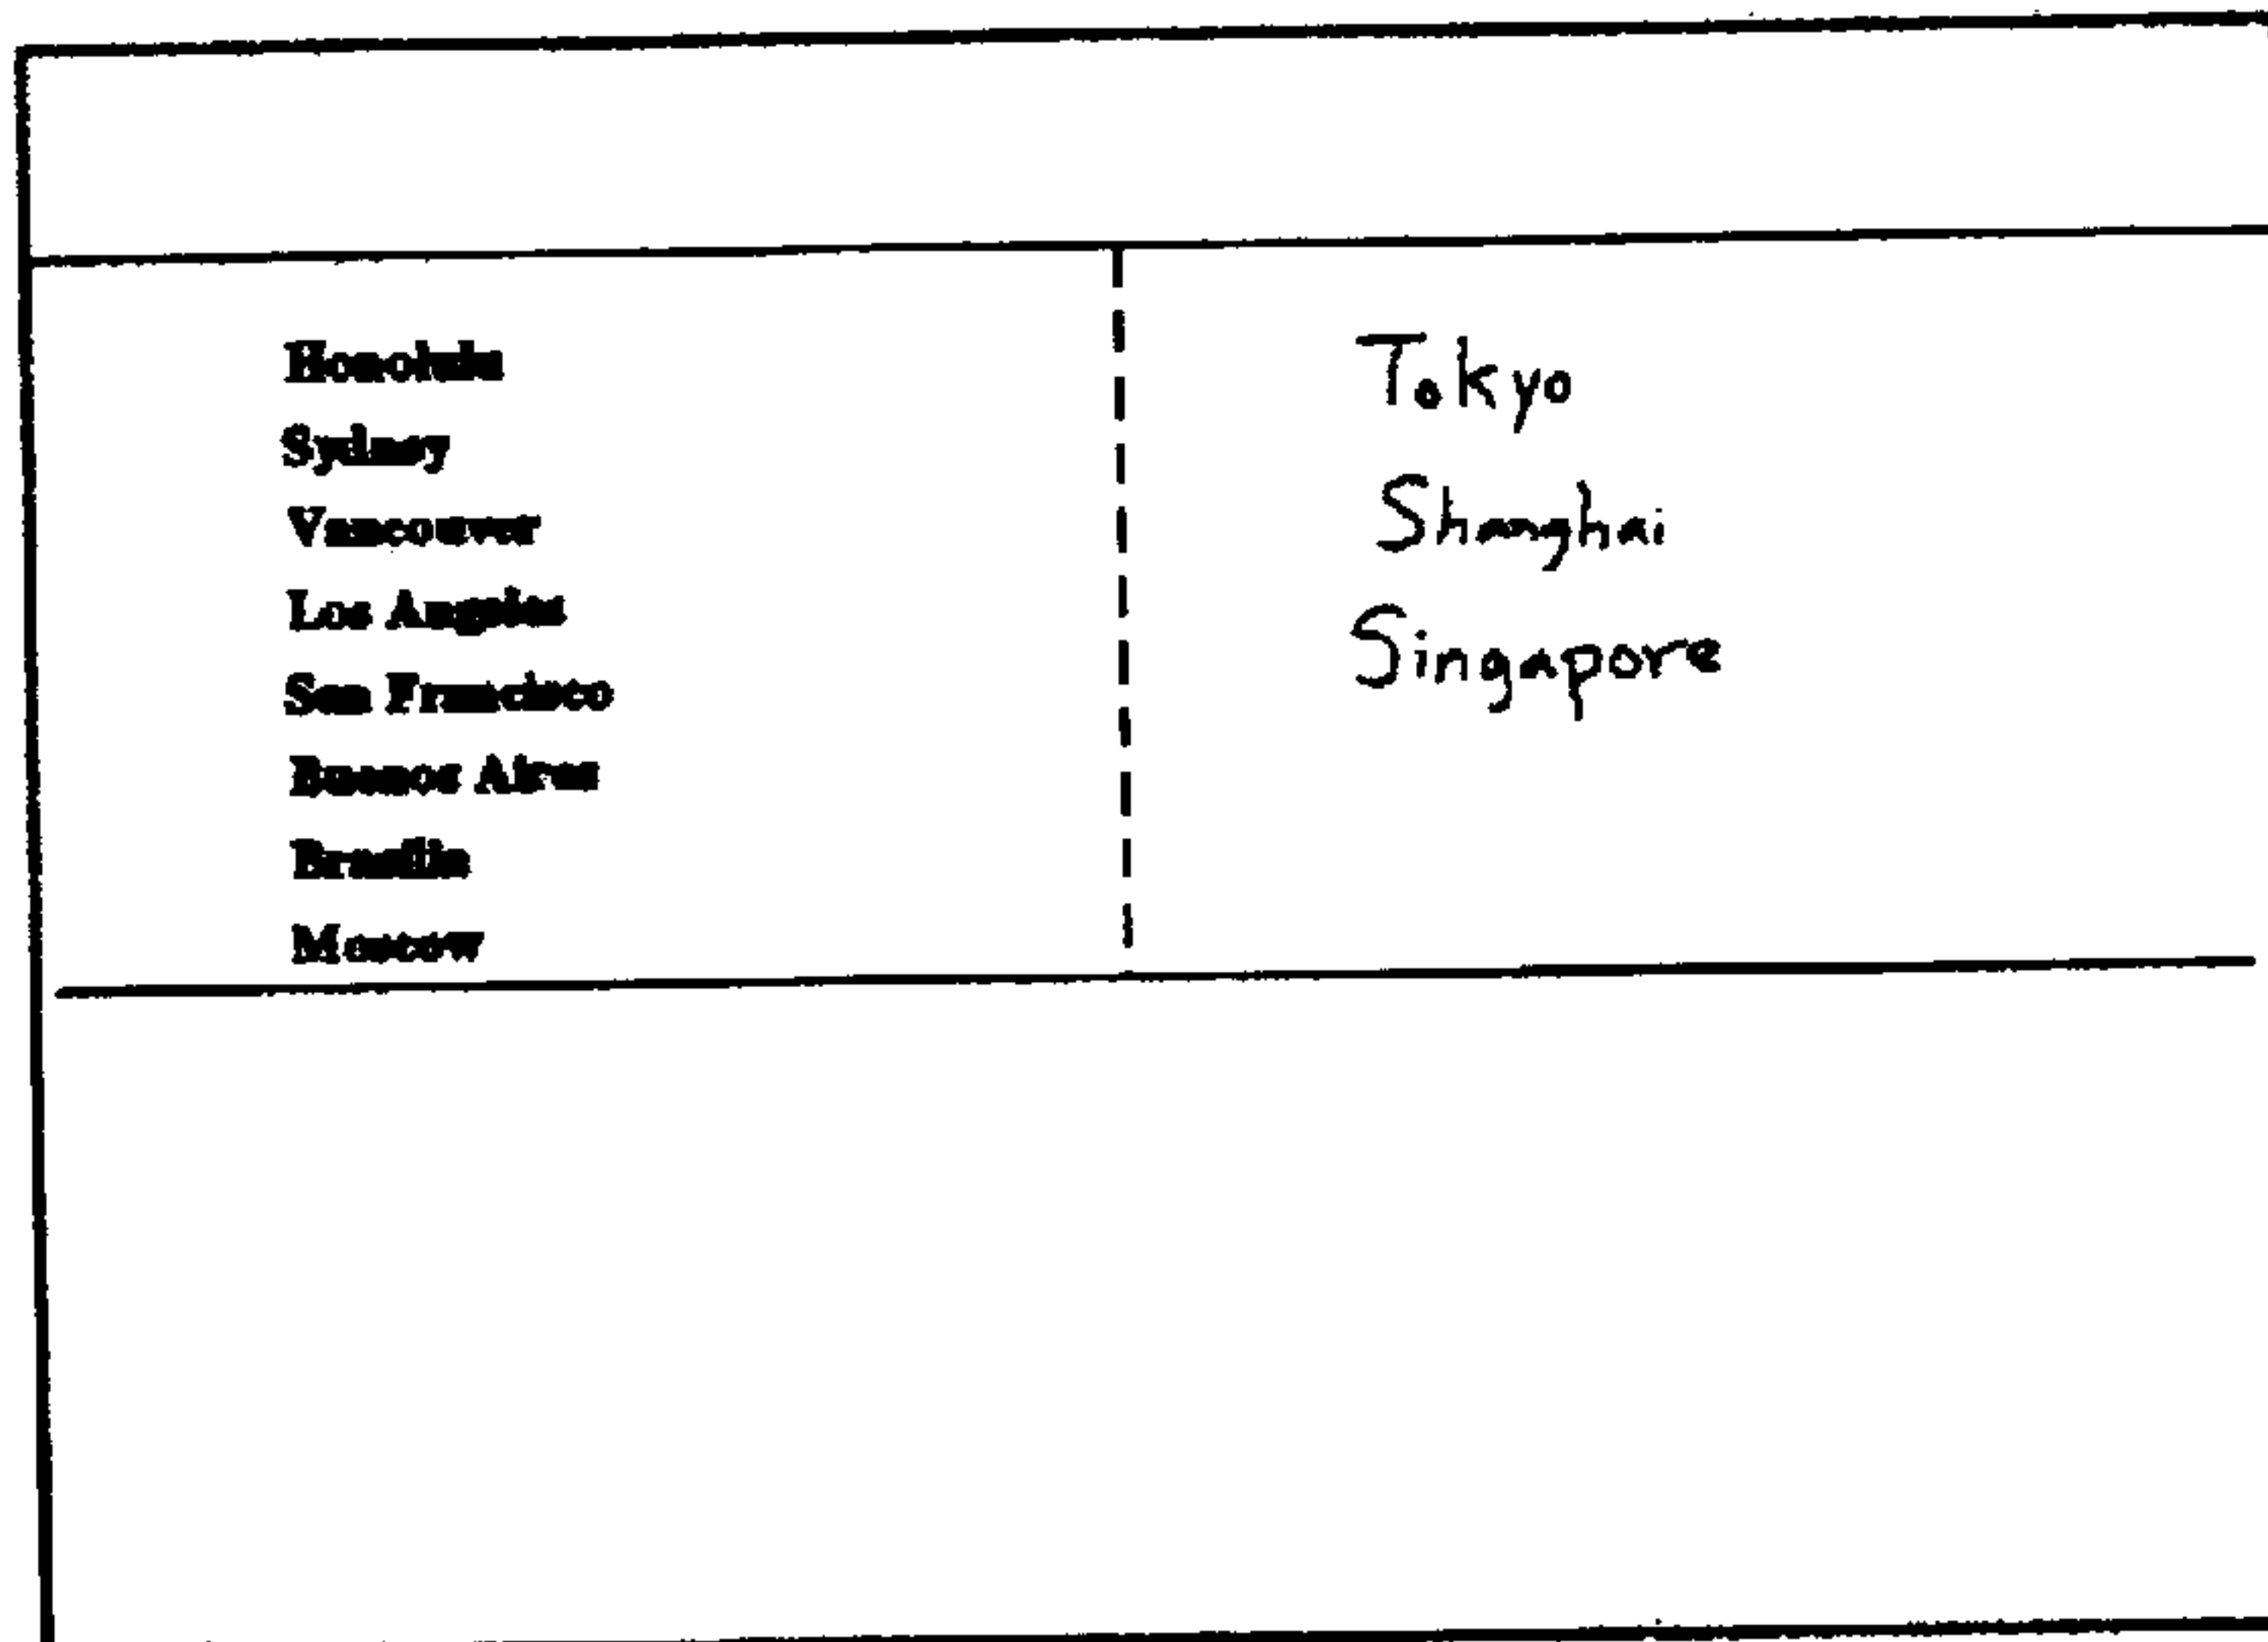 Honolulu
Sydney
Vancouver
Los Angeles
San Francisco
Buenos Aires
Brasilia
Moscow
Tokyo
Shanghai
Singapore